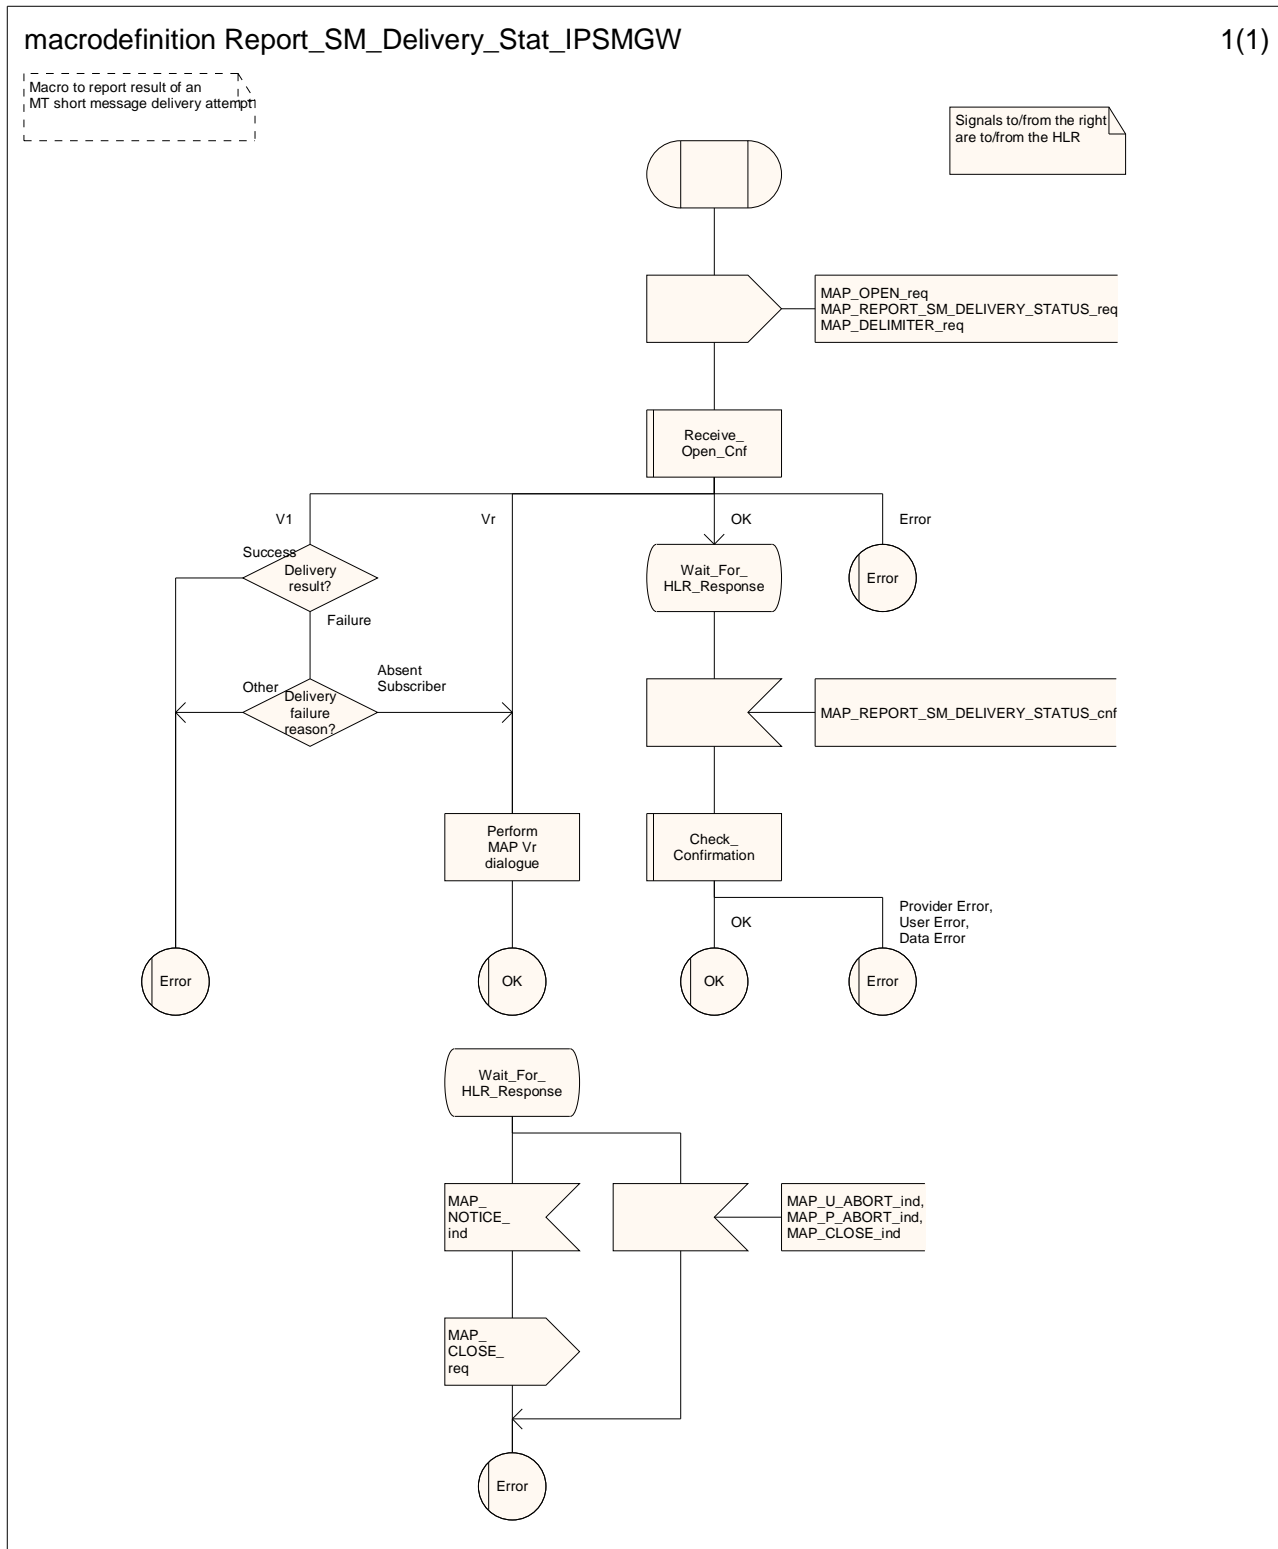 macrodefinition Report_SM_Delivery_Stat_IPSMGW
1(1)
Macro to report result of an
MT short message delivery attempt
Signals to/from the right
are to/from the HLR
MAP_OPEN_req
MAP_REPORT_SM_DELIVERY_STATUS_req
MAP_DELIMITER_req
Receive_
Open_Cnf
V1
Vr
OK
Error
Success
Delivery
result?
Wait_For_
HLR_Response
Error
Failure
Absent
Subscriber
Other
Delivery
failure
reason?
MAP_REPORT_SM_DELIVERY_STATUS_cnf
Perform
MAP Vr
dialogue
Check_
Confirmation
OK
Provider Error,
User Error,
Data Error
Error
OK
OK
Error
Wait_For_
HLR_Response
MAP_
NOTICE_
ind
MAP_U_ABORT_ind,
MAP_P_ABORT_ind,
MAP_CLOSE_ind
MAP_
CLOSE_
req
Error